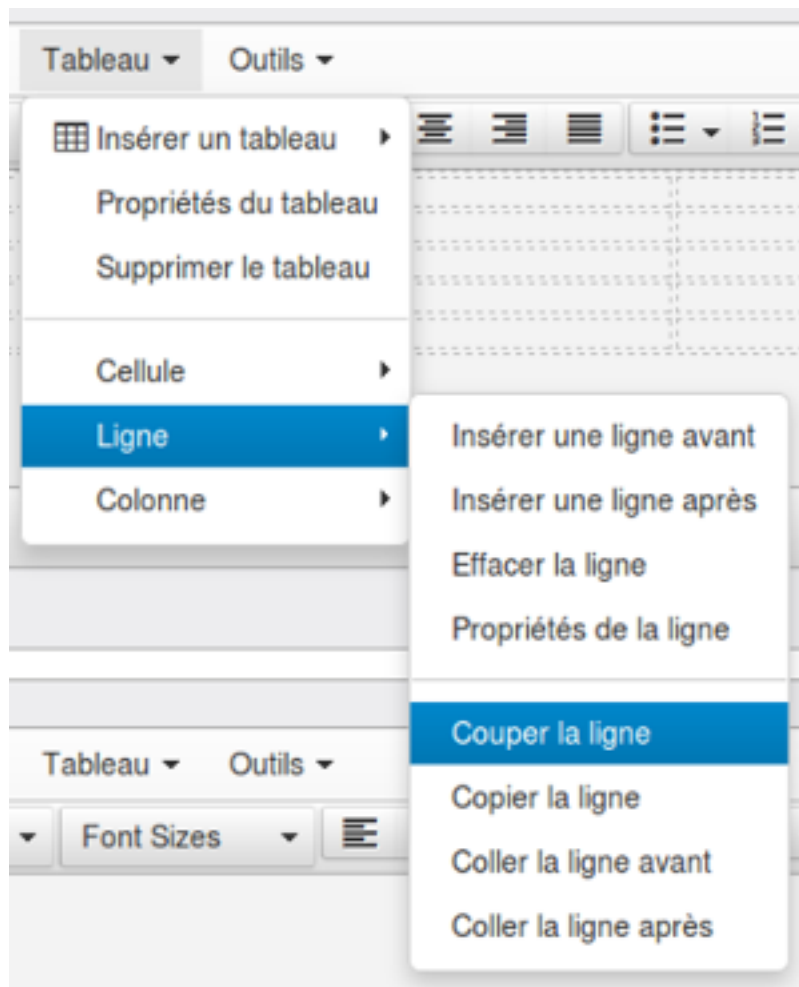 Tableau Outils
Insérer un tableau
Propriétés du tableau
Supprimer le tableau
Cellule
Ligne
Colonne
Insérer une ligne avant
Insérer une ligne après
Effacer la ligne
Propriétés de la ligne
Couper la ligne
Copier la ligne
Coller la ligne avant
Coller la ligne après
Tableau Outils
Font Sizes